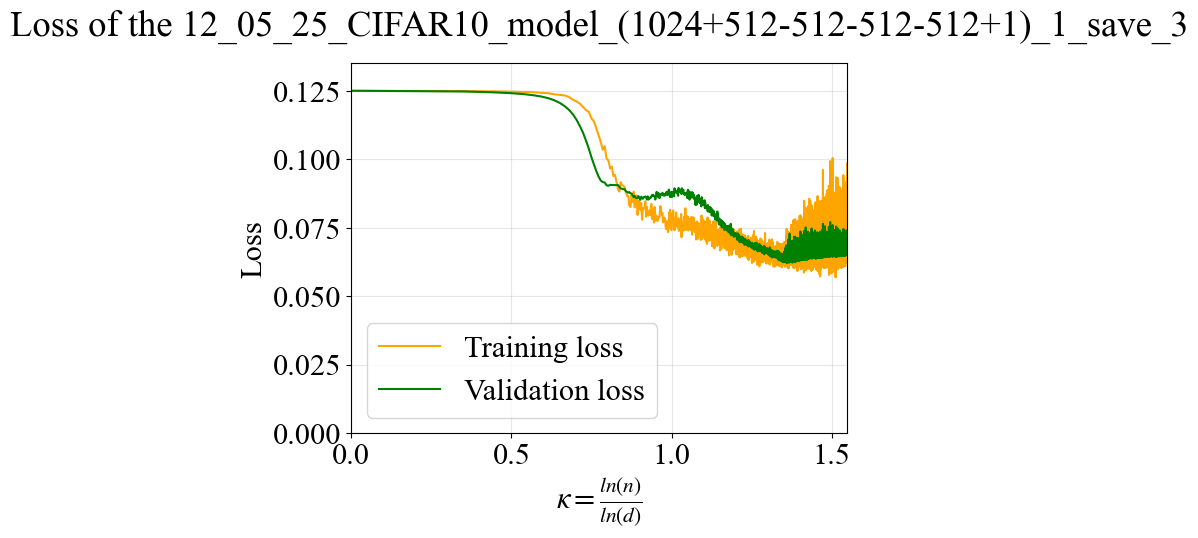 Loss of the 12_05_25_CIFAR10_model_(1024+512-512-512-512+1)_1_save_3
0.125
0.100
0.075
0.050
0.025
0.000
Loss
Training loss
Validation loss
0.0 0.5 1.0 1.5
κ = ln(n) / ln(d)